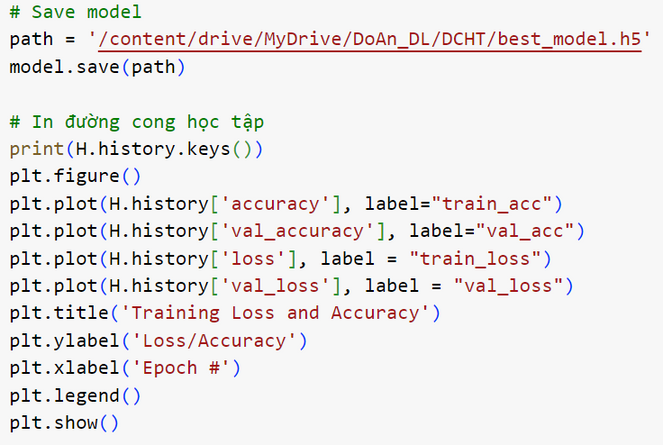 # Save model
path = '/content/drive/MyDrive/DoAn_DL/DCHT/best_model.h5'
model.save(path)
# In đường cong học tập
print(H.history.keys())
plt.figure()
plt.plot(H.history['accuracy'], label="train_acc")
plt.plot(H.history['val_accuracy'], label="val_acc")
plt.plot(H.history['loss'], label = "train_loss")
plt.plot(H.history['val_loss'], label = "val_loss")
plt.title('Training Loss and Accuracy')
plt.ylabel('Loss/Accuracy')
plt.xlabel('Epoch #')
plt.legend()
plt.show()